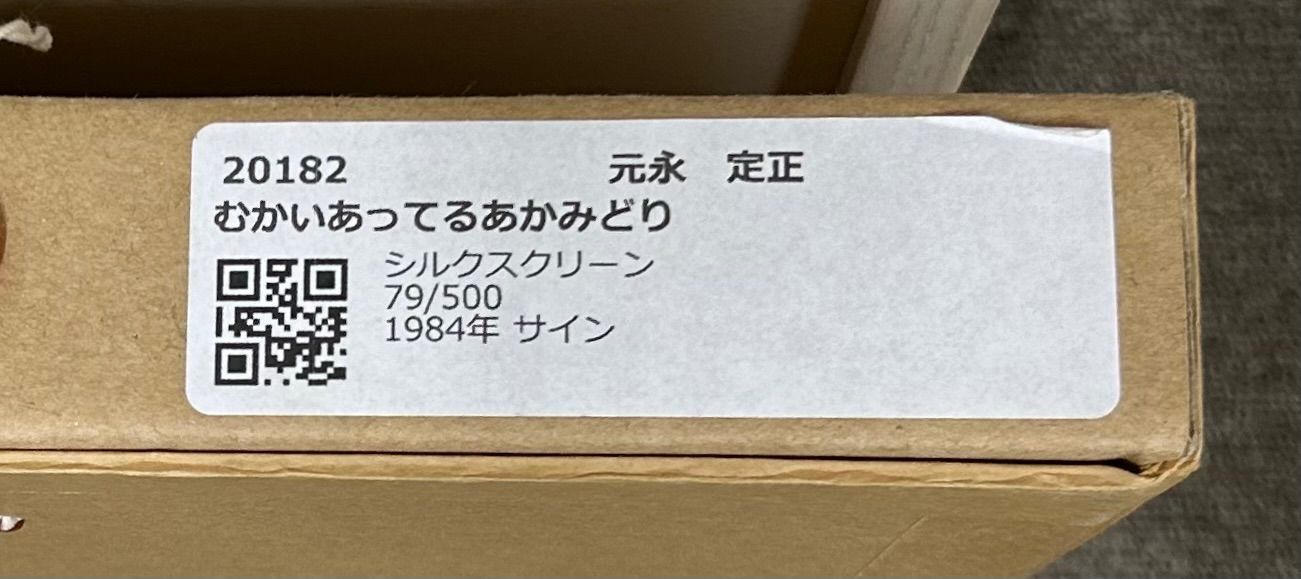 20182 元永 定正
むかいあってるあかみどり
シルクスクリーン
79/500
1984年 サイン